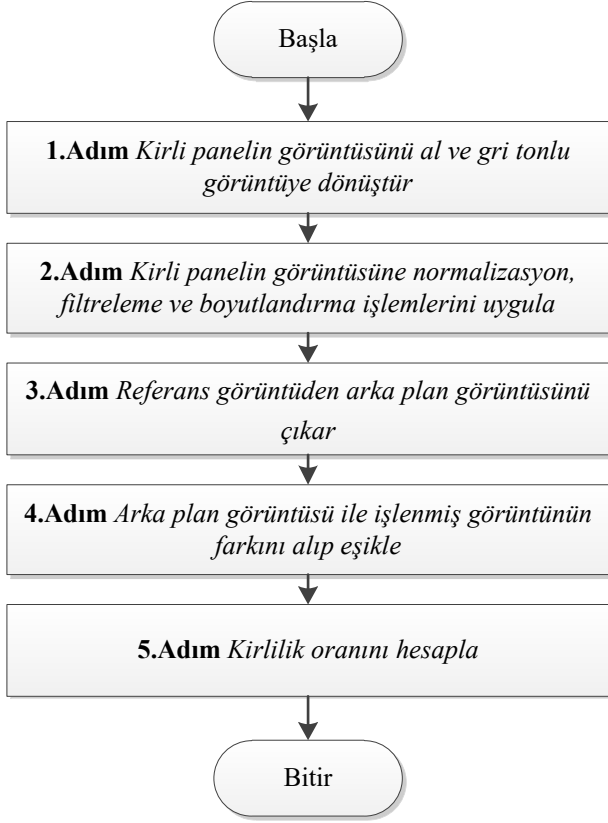 Başla
1.Adım Kirli panelin görüntüsünü al ve gri tonlu
görüntüye dönüştür
2.Adım Kirli panelin görüntüsüne normalizasyon,
filtreleme ve boyutlandırma işlemlerini uygula
3.Adım Referans görüntüden arka plan görüntüsünü
çıkar
4.Adım Arka plan görüntüsü ile işlenmiş görüntünün
farkını alıp eşikle
5.Adım Kirlilik oranını hesapla
Bitir